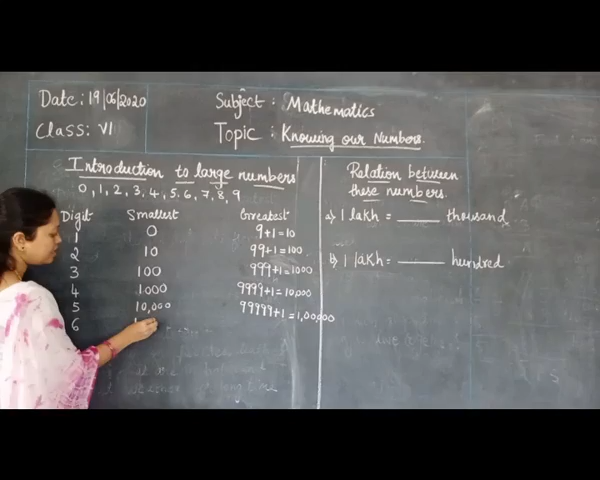 Date: 19/06/2020
Class: VI
Subject: Mathematics
Topic: Knowing our Numbers.
Introduction to large numbers
0, 1, 2, 3, 4, 5, 6, 7, 8, 9
Digit Smallest Greatest
1 0 9+1=10
2 10 99+1=100
3 100 999+1=1000
4 1000 9999+1=10,000
5 10,000 99999+1=1,00,000
6
Relation between
these numbers.
a) 1 lakh = ______ thousand
b) 1 lakh = ______ hundred